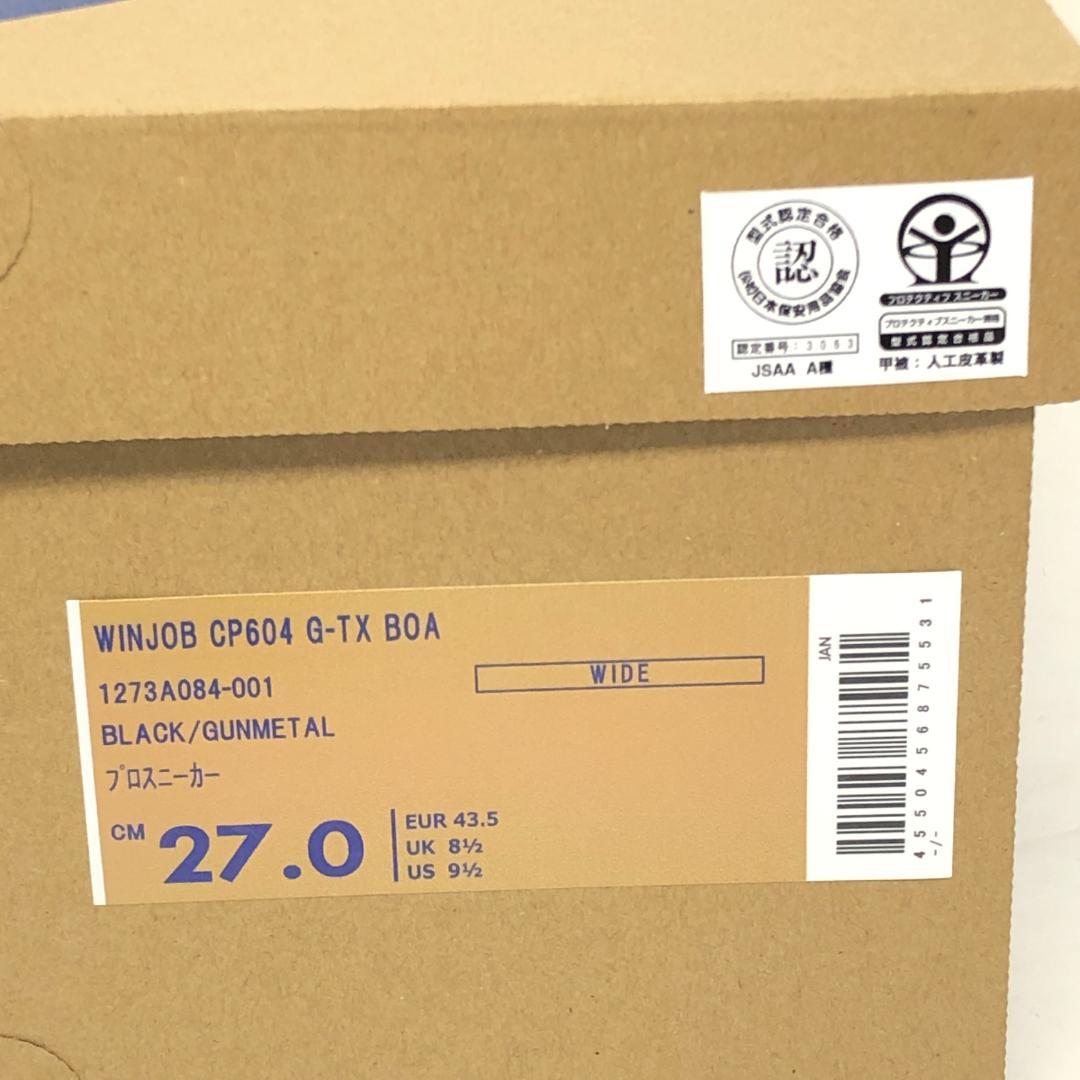 型式認定合格
認
(公社)日本保安用品協会
認定番号:3063
JSAA A種
プロテクティブスニーカー
プロテクティブスニーカー規格
型式認定合格品
甲被:人工皮革製
WINJOB CP604 G-TX BOA
1273A084-001
WIDE
BLACK/GUNMETAL
プロスニーカー
CM 27.0
EUR 43.5
UK 8½
US 9½
JAN
4550456875531
-/-